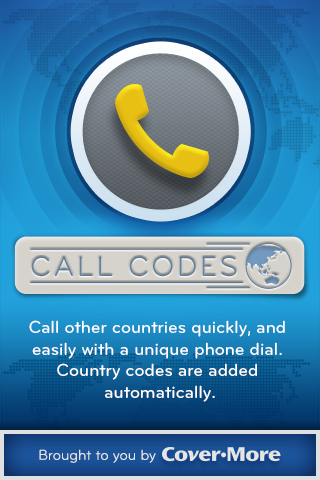 CALL CODES
Call other countries quickly, and
easily with a unique phone dial.
Country codes are added
automatically.
Brought to you by Cover•More